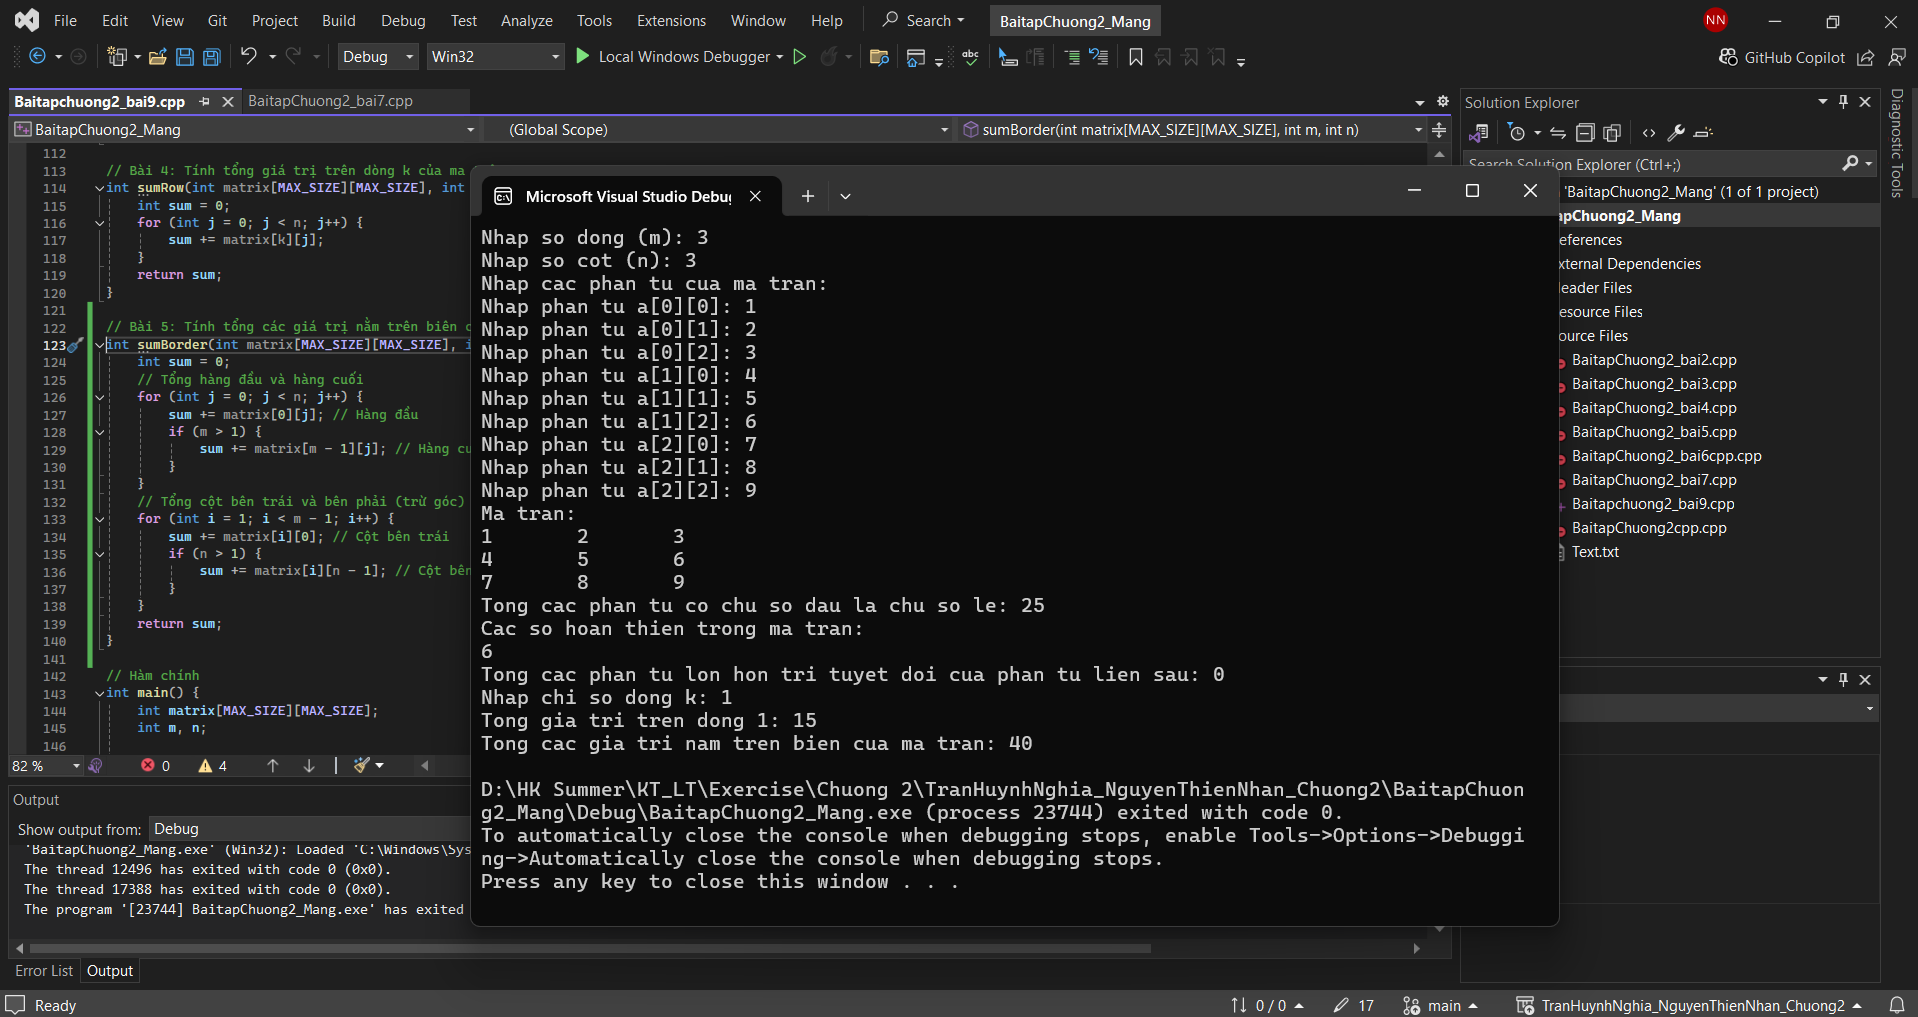 File Edit View Git Project Build Debug Test Analyze Tools Extensions Window Help Search BaitapChuong2_Mang NN
Debug Win32 Local Windows Debugger abc GitHub Copilot
Baitapchuong2_bai9.cpp BaitapChuong2_bai7.cpp
BaitapChuong2_Mang (Global Scope) sumBorder(int matrix[MAX_SIZE][MAX_SIZE], int m, int n)
112
113 // Bài 4: Tính tổng giá trị trên dòng k của ma
114 int sumRow(int matrix[MAX_SIZE][MAX_SIZE], int
115 int sum = 0;
116 for (int j = 0; j < n; j++) {
117 sum += matrix[k][j];
118 }
119 return sum;
120 }
121
122 // Bài 5: Tính tổng các giá trị nằm trên biên
123 int sumBorder(int matrix[MAX_SIZE][MAX_SIZE],
124 int sum = 0;
125 // Tổng hàng đầu và hàng cuối
126 for (int j = 0; j < n; j++) {
127 sum += matrix[0][j]; // Hàng đầu
128 if (m > 1) {
129 sum += matrix[m - 1][j]; // Hàng cu
130 }
131 }
132 // Tổng cột bên trái và bên phải (trừ góc)
133 for (int i = 1; i < m - 1; i++) {
134 sum += matrix[i][0]; // Cột bên trái
135 if (n > 1) {
136 sum += matrix[i][n - 1]; // Cột bên
137 }
138 }
139 return sum;
140 }
141
142 // Hàm chính
143 int main() {
144 int matrix[MAX_SIZE][MAX_SIZE];
145 int m, n;
146
82 % 0 4
Output
Show output from: Debug
'BaitapChuong2_Mang.exe' (Win32): Loaded 'C:\Windows\Sys
The thread 12496 has exited with code 0 (0x0).
The thread 17388 has exited with code 0 (0x0).
The program '[23744] BaitapChuong2_Mang.exe' has exited
Error List Output
Microsoft Visual Studio Debu
Nhap so dong (m): 3
Nhap so cot (n): 3
Nhap cac phan tu cua ma tran:
Nhap phan tu a[0][0]: 1
Nhap phan tu a[0][1]: 2
Nhap phan tu a[0][2]: 3
Nhap phan tu a[1][0]: 4
Nhap phan tu a[1][1]: 5
Nhap phan tu a[1][2]: 6
Nhap phan tu a[2][0]: 7
Nhap phan tu a[2][1]: 8
Nhap phan tu a[2][2]: 9
Ma tran:
1 2 3
4 5 6
7 8 9
Tong cac phan tu co chu so dau la chu so le: 25
Cac so hoan thien trong ma tran:
6
Tong cac phan tu lon hon tri tuyet doi cua phan tu lien sau: 0
Nhap chi so dong k: 1
Tong gia tri tren dong 1: 15
Tong cac gia tri nam tren bien cua ma tran: 40
D:\HK Summer\KT_LT\Exercise\Chuong 2\TranHuynhNghia_NguyenThienNhan_Chuong2\BaitapChuon
g2_Mang\Debug\BaitapChuong2_Mang.exe (process 23744) exited with code 0.
To automatically close the console when debugging stops, enable Tools->Options->Debuggi
ng->Automatically close the console when debugging stops.
Press any key to close this window . . .
Solution Explorer
Search Solution Explorer (Ctrl+;)
'BaitapChuong2_Mang' (1 of 1 project)
apChuong2_Mang
eferences
xternal Dependencies
eader Files
esource Files
ource Files
BaitapChuong2_bai2.cpp
BaitapChuong2_bai3.cpp
BaitapChuong2_bai4.cpp
BaitapChuong2_bai5.cpp
BaitapChuong2_bai6cpp.cpp
BaitapChuong2_bai7.cpp
Baitapchuong2_bai9.cpp
BaitapChuong2cpp.cpp
Text.txt
Diagnostic Tools
Ready 0 / 0 17 main TranHuynhNghia_NguyenThienNhan_Chuong2